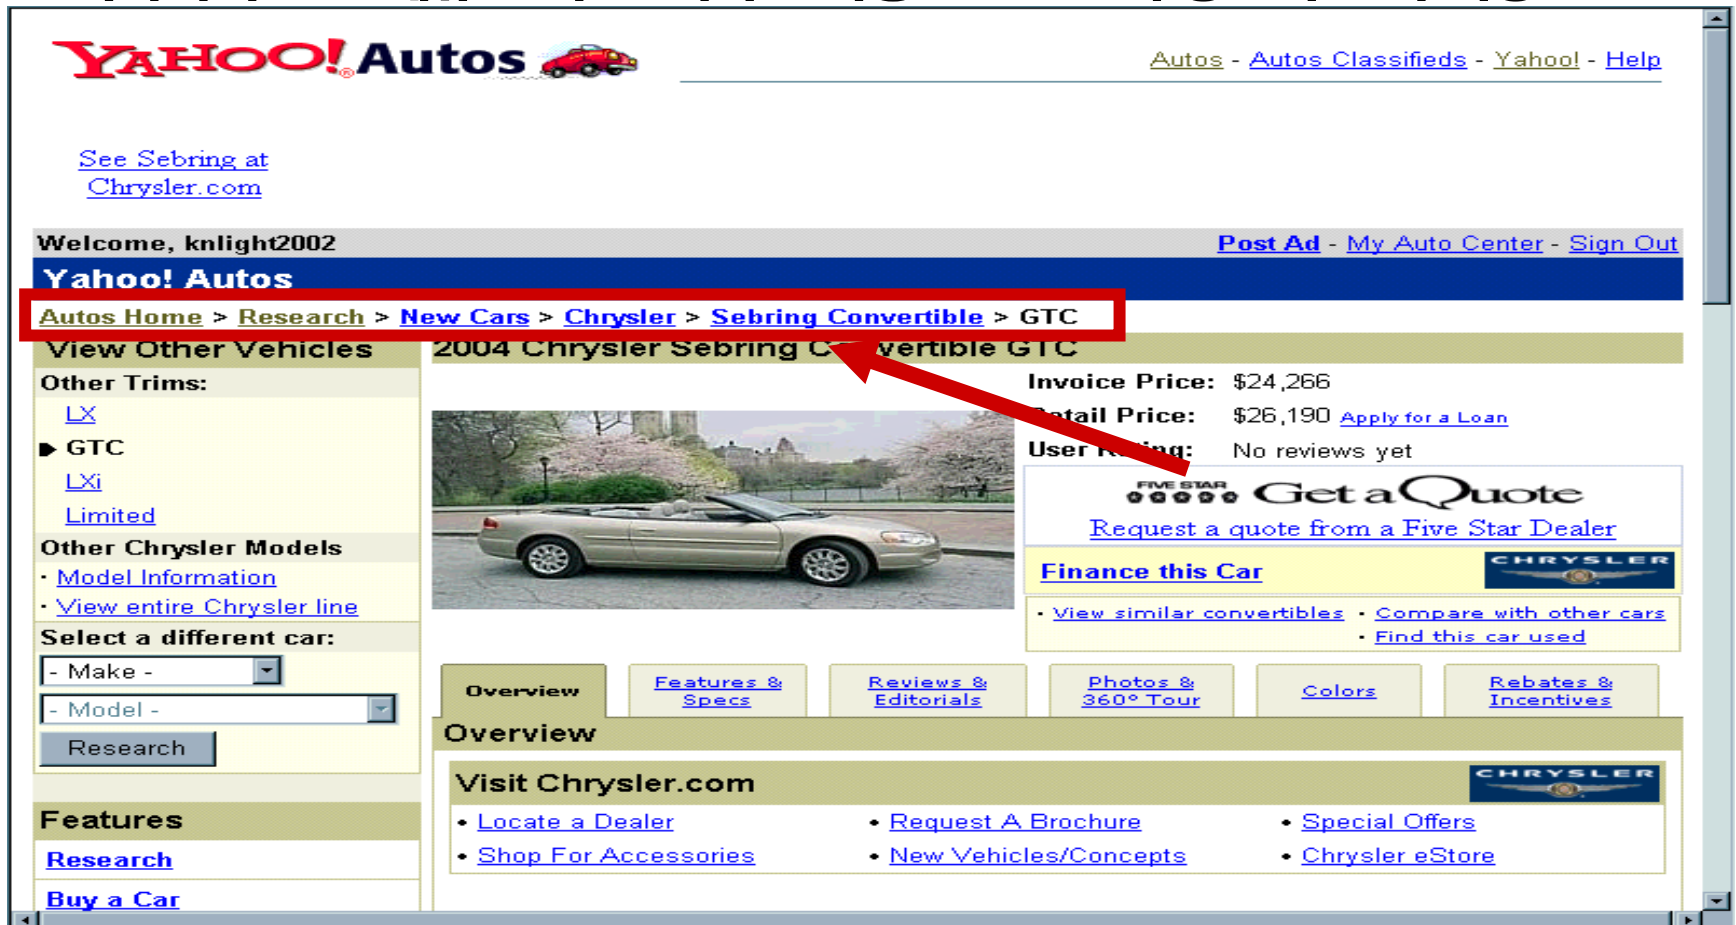 YAHOO! Autos
Autos - Autos Classifieds - Yahoo! - Help
See Sebring at
Chrysler.com
Welcome, knlight2002
Post Ad - My Auto Center - Sign Out
Yahoo! Autos
Autos Home > Research > New Cars > Chrysler > Sebring Convertible > GTC
View Other Vehicles
Other Trims:
LX
GTC
LXi
Limited
Other Chrysler Models
· Model Information
· View entire Chrysler line
Select a different car:
- Make -
- Model -
Research
Features
Research
Buy a Car
2004 Chrysler Sebring Convertible GTC
Invoice Price: $24,266
Retail Price: $26,190 Apply for a Loan
User Rating: No reviews yet
FIVE STAR Get a Quote
Request a quote from a Five Star Dealer
Finance this Car
CHRYSLER
· View similar convertibles · Compare with other cars
· Find this car used
Overview
Features &
Specs
Reviews &
Editorials
Photos &
360° Tour
Colors
Rebates &
Incentives
Overview
Visit Chrysler.com
CHRYSLER
• Locate a Dealer
• Request A Brochure
• Special Offers
• Shop For Accessories
• New Vehicles/Concepts
• Chrysler eStore